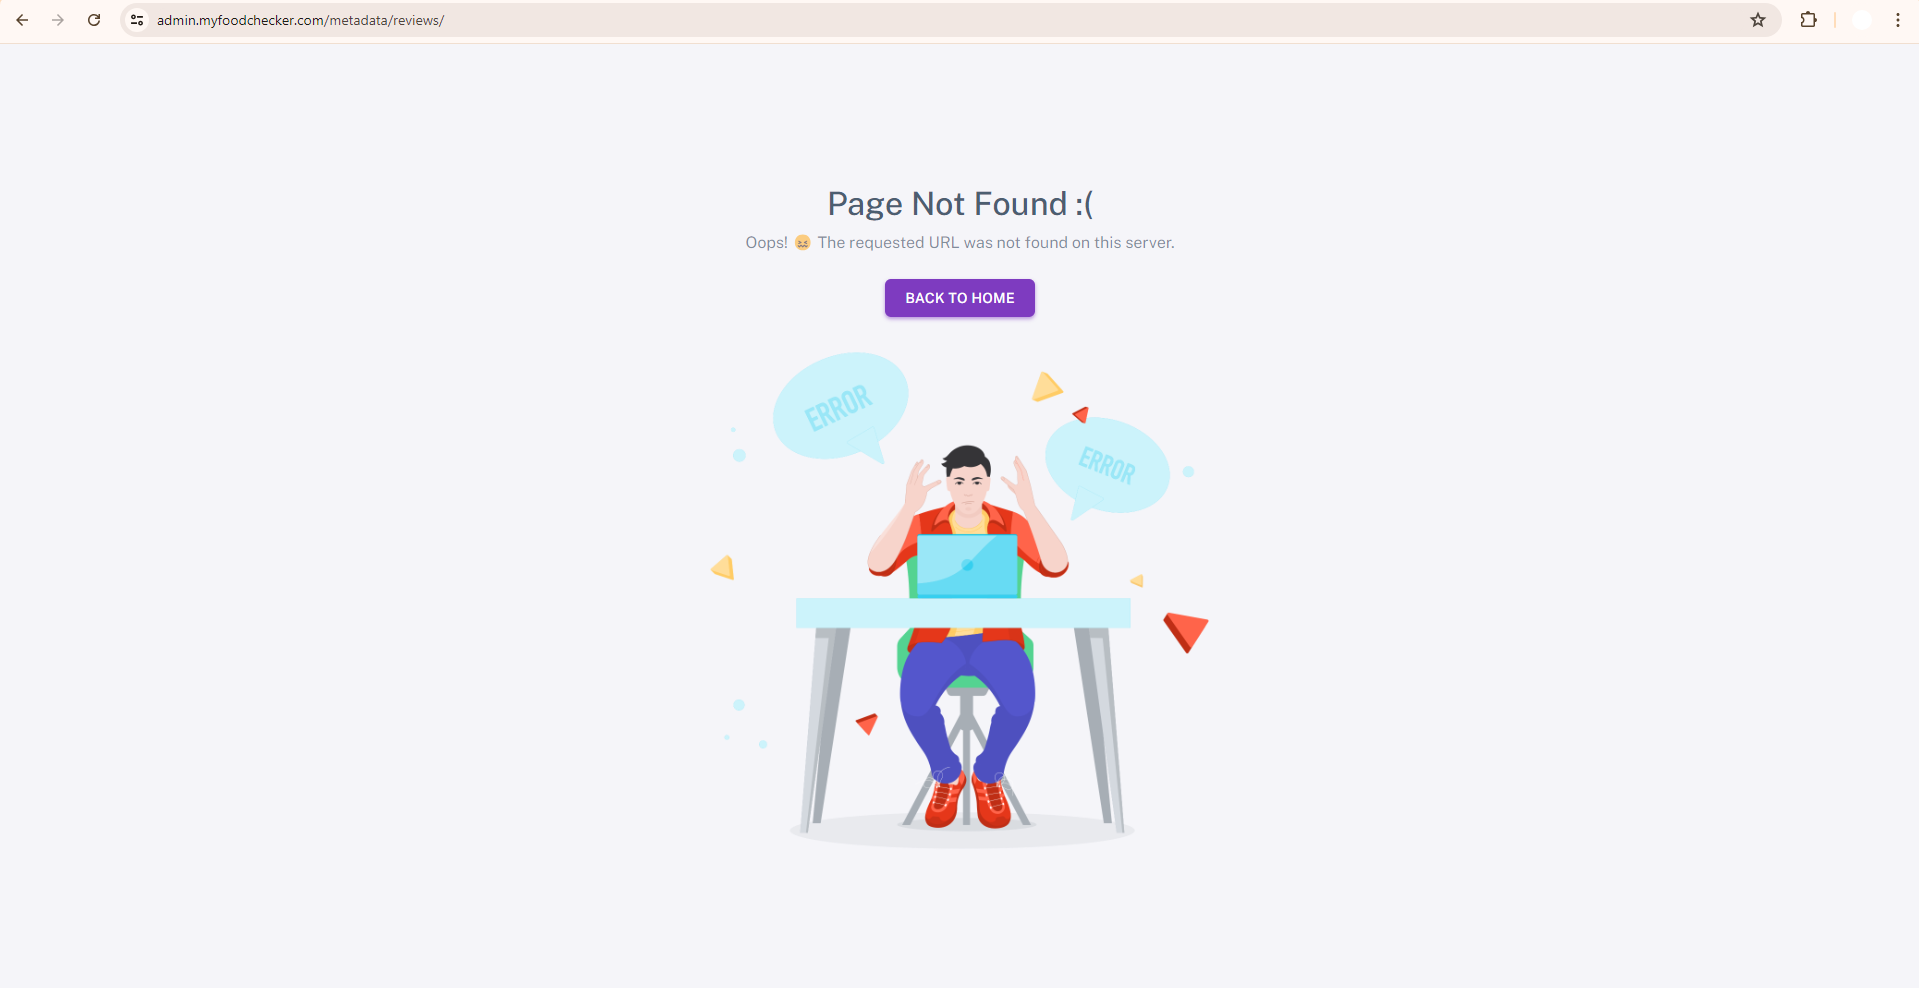 admin.myfoodchecker.com/metadata/reviews/
Page Not Found :(
Oops! 😖 The requested URL was not found on this server.
BACK TO HOME
ERROR
ERROR